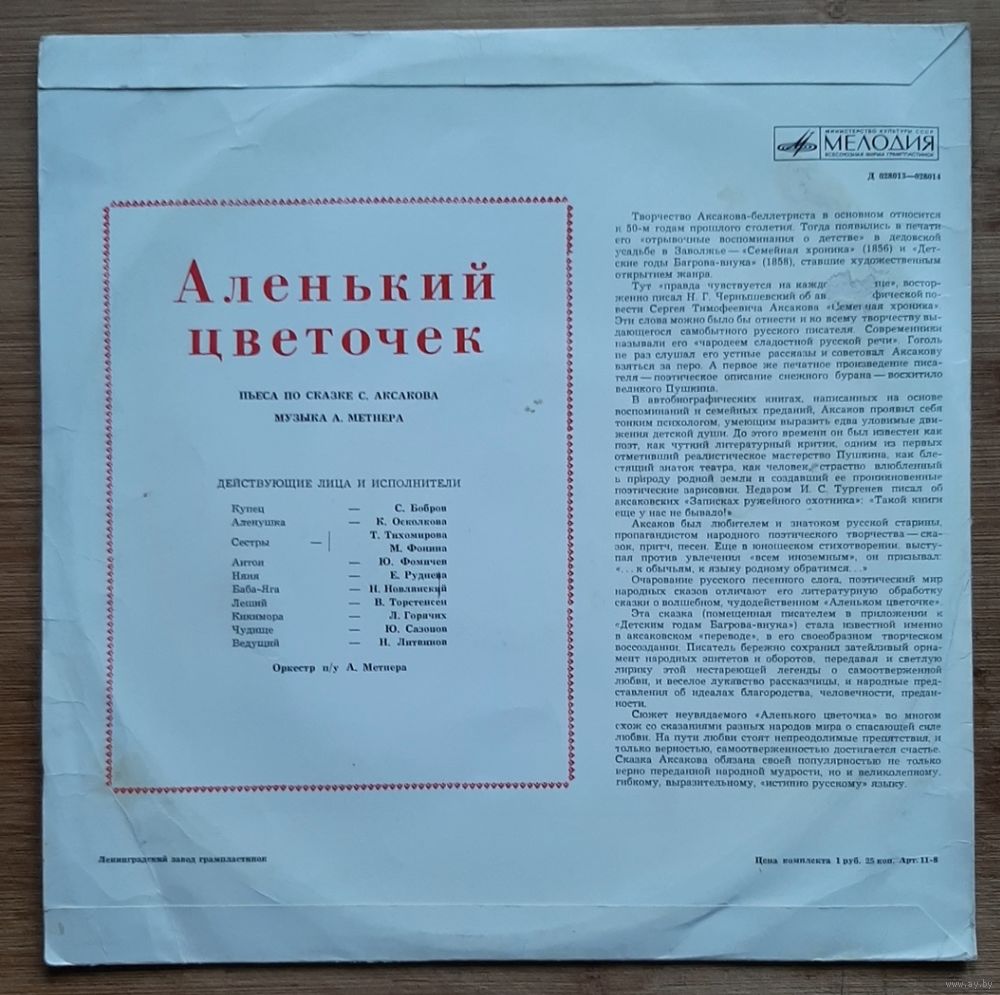 МИНИСТЕРСТВО КУЛЬТУРЫ СССР
МЕЛОДИЯ
ВСЕСОЮЗНАЯ ФИРМА ГРАМПЛАСТИНОК
Д 028013—028014
Аленький
цветочек
ПЬЕСА ПО СКАЗКЕ С. АКСАКОВА
МУЗЫКА А. МЕТНЕРА
ДЕЙСТВУЮЩИЕ ЛИЦА И ИСПОЛНИТЕЛИ
Купец — С. Бобров
Аленушка — К. Осколкова
Сестры — Т. Тихомирова
М. Фонина
Антон — Ю. Фомичев
Няня — Е. Руднева
Баба-Яга — Н. Новлянский
Леший — В. Торстенсен
Кикимора — Л. Горячих
Чудище — Ю. Сазонов
Ведущий — Н. Литвинов
Оркестр п/у А. Метнера
Творчество Аксакова-беллетриста в основном относится
к 50-м годам прошлого столетия. Тогда появились в печати
его «отрывочные воспоминания о детстве» в дедовской
усадьбе в Заволжье — «Семейная хроника» (1856) и «Дет-
ские годы Багрова-внука» (1858), ставшие художественным
открытием жанра.
Тут «правда чувствуется на каждо це», востор-
женно писал Н. Г. Чернышевский об ав фической по-
вести Сергея Тимофеевича Аксакова «Семейная хроника».
Эти слова можно было бы отнести и ко всему творчеству вы-
дающегося самобытного русского писателя. Современники
называли его «чародеем сладостной русской речи». Гоголь
не раз слушал его устные рассказы и советовал Аксакову
взяться за перо. А первое же печатное произведение писа-
теля — поэтическое описание снежного бурана — восхитило
великого Пушкина.
В автобиографических книгах, написанных на основе
воспоминаний и семейных преданий, Аксаков проявил себя
тонким психологом, умеющим выразить едва уловимые дви-
жения детской души. До этого времени он был известен как
поэт, как чуткий литературный критик, одним из первых
отметивший реалистическое мастерство Пушкина, как бле-
стящий знаток театра, как человек, страстно влюбленный
в природу родной земли и создавший ее проникновенные
поэтические зарисовки. Недаром И. С. Тургенев писал об
аксаковских «Записках ружейного охотника»: «Такой книги
еще у нас не бывало!»
Аксаков был любителем и знатоком русской старины,
пропагандистом народного поэтического творчества — ска-
зок, притч, песен. Еще в юношеском стихотворении, высту-
пая против увлечения «всем иноземным», он призывал:
«. . . к обычьям, к языку родному обратимся. . .»
Очарование русского песенного слога, поэтический мир
народных сказов отличают его литературную обработку
сказки о волшебном, чудодейственном «Аленьком цветочке».
Эта сказка (помещенная писателем в приложении к
«Детским годам Багрова-внука») стала известной именно
в аксаковском «переводе», в его своеобразном творческом
воссоздании. Писатель бережно сохранил затейливый орна-
мент народных эпитетов и оборотов, передавая и светлую
лирику этой нестареющей легенды о самоотверженной
любви, и веселое лукавство рассказчицы, и народные пред-
ставления об идеалах благородства, человечности, предан-
ности.
Сюжет неувядаемого «Аленького цветочка» во многом
схож со сказаниями разных народов мира о спасающей силе
любви. На пути любви стоят непреодолимые препятствия, и
только верностью, самоотверженностью достигается счастье.
Сказка Аксакова обязана своей популярностью не только
верно переданной народной мудрости, но и великолепному,
гибкому, выразительному, «истинно русскому» языку.
Ленинградский завод грампластинок
Цена комплекта 1 руб. 25 коп. Арт. 11-8
www.ay.by